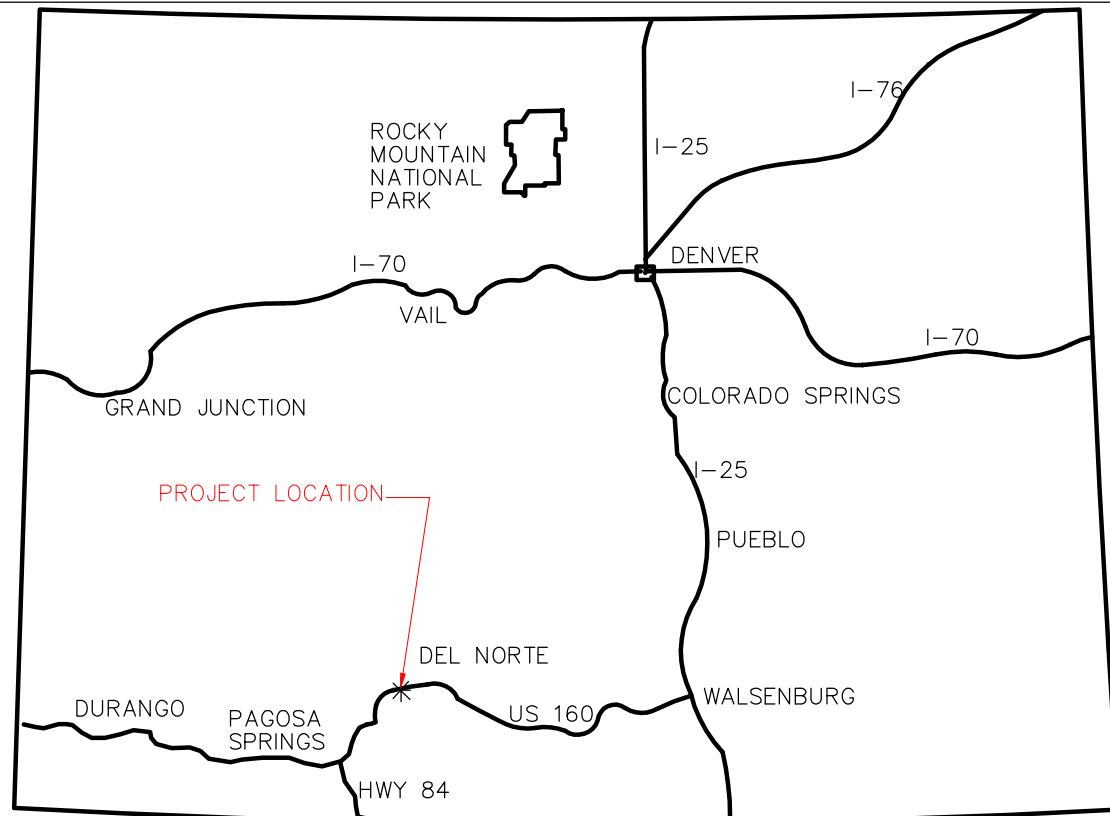 I-76
ROCKY
MOUNTAIN
NATIONAL
PARK
I-25
DENVER
I-70
VAIL
I-70
GRAND JUNCTION
COLORADO SPRINGS
I-25
PROJECT LOCATION
PUEBLO
DEL NORTE
WALSENBURG
DURANGO
PAGOSA
SPRINGS
US 160
HWY 84